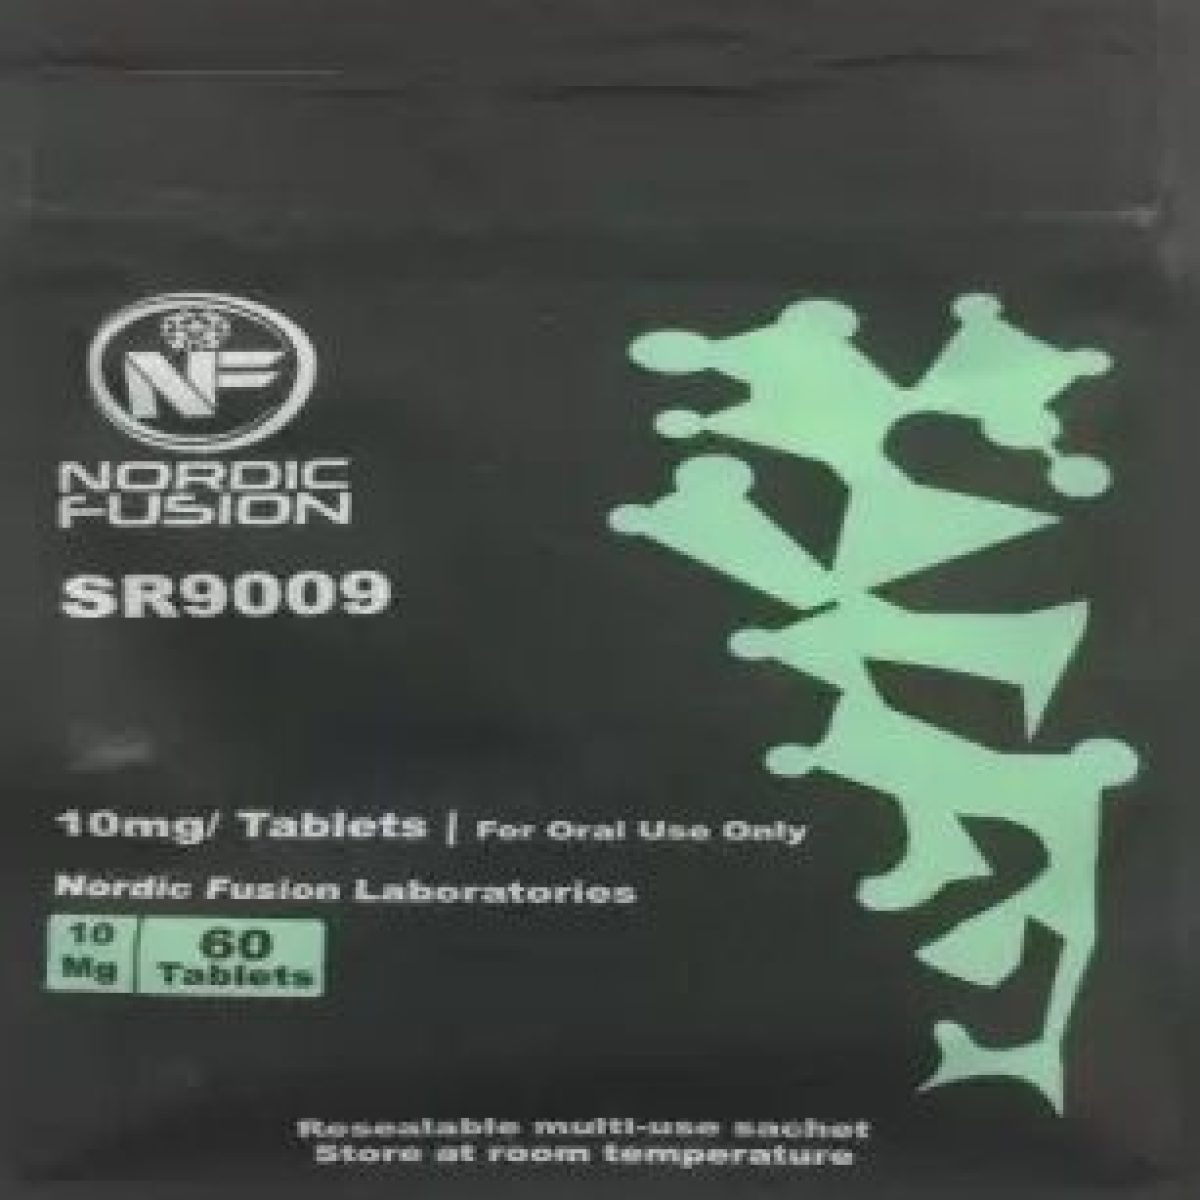 NF
NORDIC
FUSION
SR9009
10mg/ Tablets | For Oral Use Only
Nordic Fusion Laboratories
10
Mg
60
Tablets
Resealable multi-use sachet
Store at room temperature